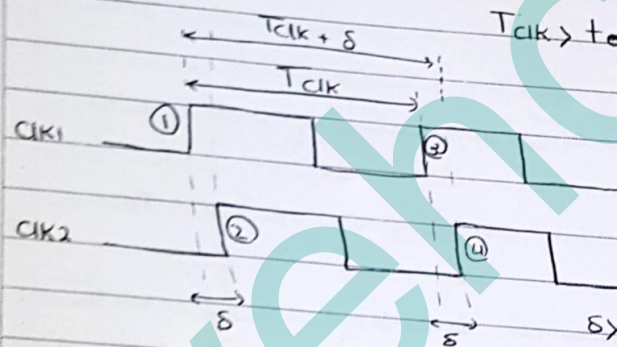 Tclk + δ
Tclk > t
Tclk
① ③
clk1
② ④
clk2
δ δ
δ>